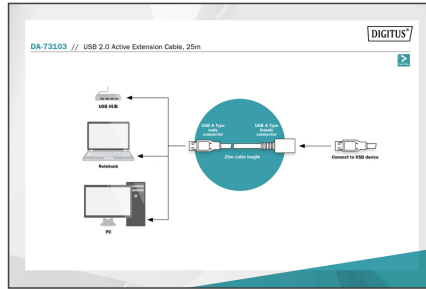 DIGITUS®
DA-73103 // USB 2.0 Active Extension Cable, 25m
USB HUB
USB A Type
male
connector
USB A Type
female
connector
25m cable length
Notebook
Connect to USB device
PC